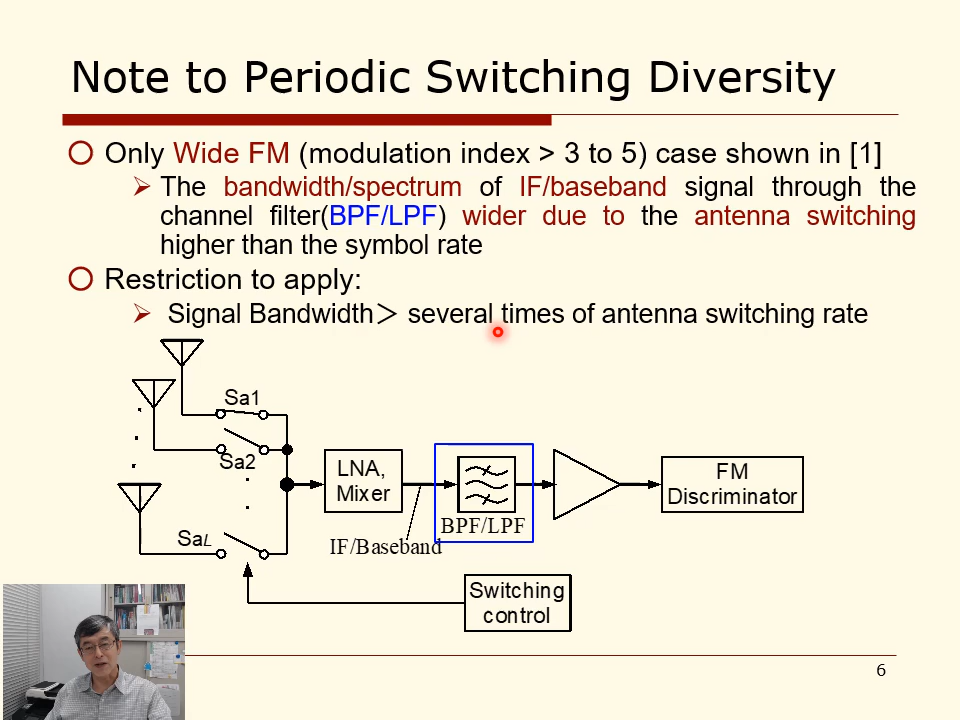 Note to Periodic Switching Diversity
Only Wide FM (modulation index > 3 to 5) case shown in [1]
The bandwidth/spectrum of IF/baseband signal through the
channel filter(BPF/LPF) wider due to the antenna switching
higher than the symbol rate
Restriction to apply:
Signal Bandwidth＞ several times of antenna switching rate
Sa1
Sa2
SaL
LNA,
Mixer
IF/Baseband
BPF/LPF
FM
Discriminator
Switching
control
6